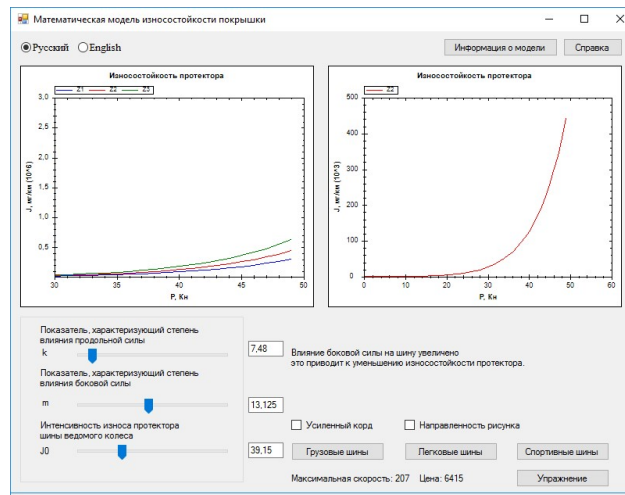 Математическая модель износостойкости покрышки
Русский English Информация о модели Справка
Износостойкость протектора
Z1 Z2 Z3
3,0
2,5
2,0
1,5
1,0
0,5
J, мг/км (10^6)
30 35 40 45 50
P, Кн
Износостойкость протектора
Z2
500
400
300
200
100
0
J, мг/км (10^3)
0 10 20 30 40 50 60
P, Кн
Показатель, характеризующий степень
влияния продольной силы
k 7,48
Влияние боковой силы на шину увеличено
это приводит к уменьшению износостойкости протектора.
Показатель, характеризующий степень
влияния боковой силы
m 13,125
Усиленный корд Направленность рисунка
Интенсивность износа протектора
шины ведомого колеса
J0 39,15
Грузовые шины Легковые шины Спортивные шины
Максимальная скорость: 207 Цена: 6415 Упражнение